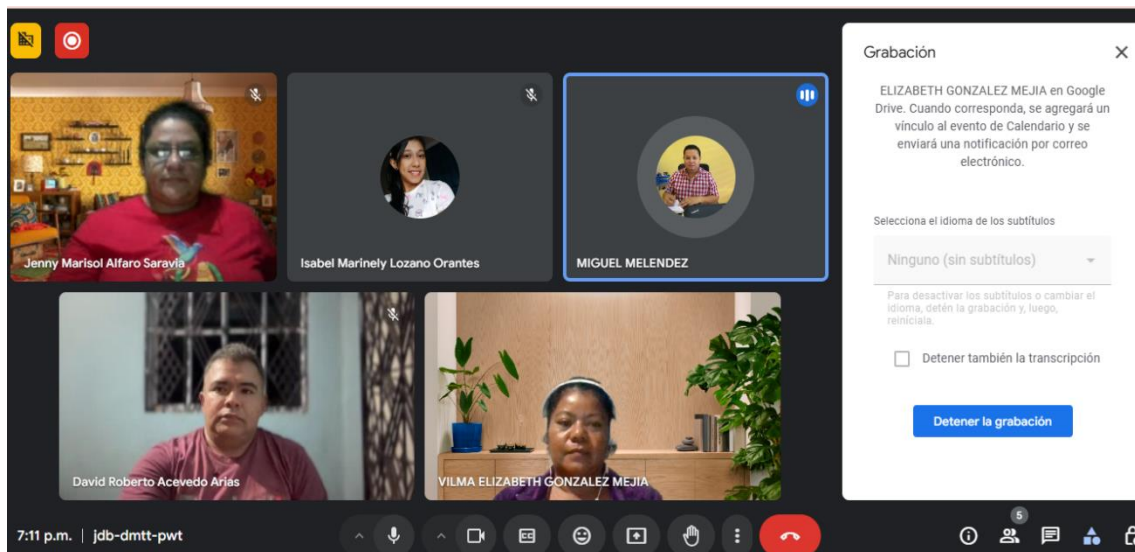 Jenny Marisol Alfaro Saravia
Isabel Marinely Lozano Orantes
MIGUEL MELENDEZ
David Roberto Acevedo Arias
VILMA ELIZABETH GONZALEZ MEJIA
Grabación
ELIZABETH GONZALEZ MEJIA en Google
Drive. Cuando corresponda, se agregará un
vínculo al evento de Calendario y se
enviará una notificación por correo
electrónico.
Selecciona el idioma de los subtítulos
Ninguno (sin subtítulos)
Para desactivar los subtítulos o cambiar el
idioma, detén la grabación y, luego,
reiníciala.
Detener también la transcripción
Detener la grabación
7:11 p.m. | jdb-dmtt-pwt
CC
5